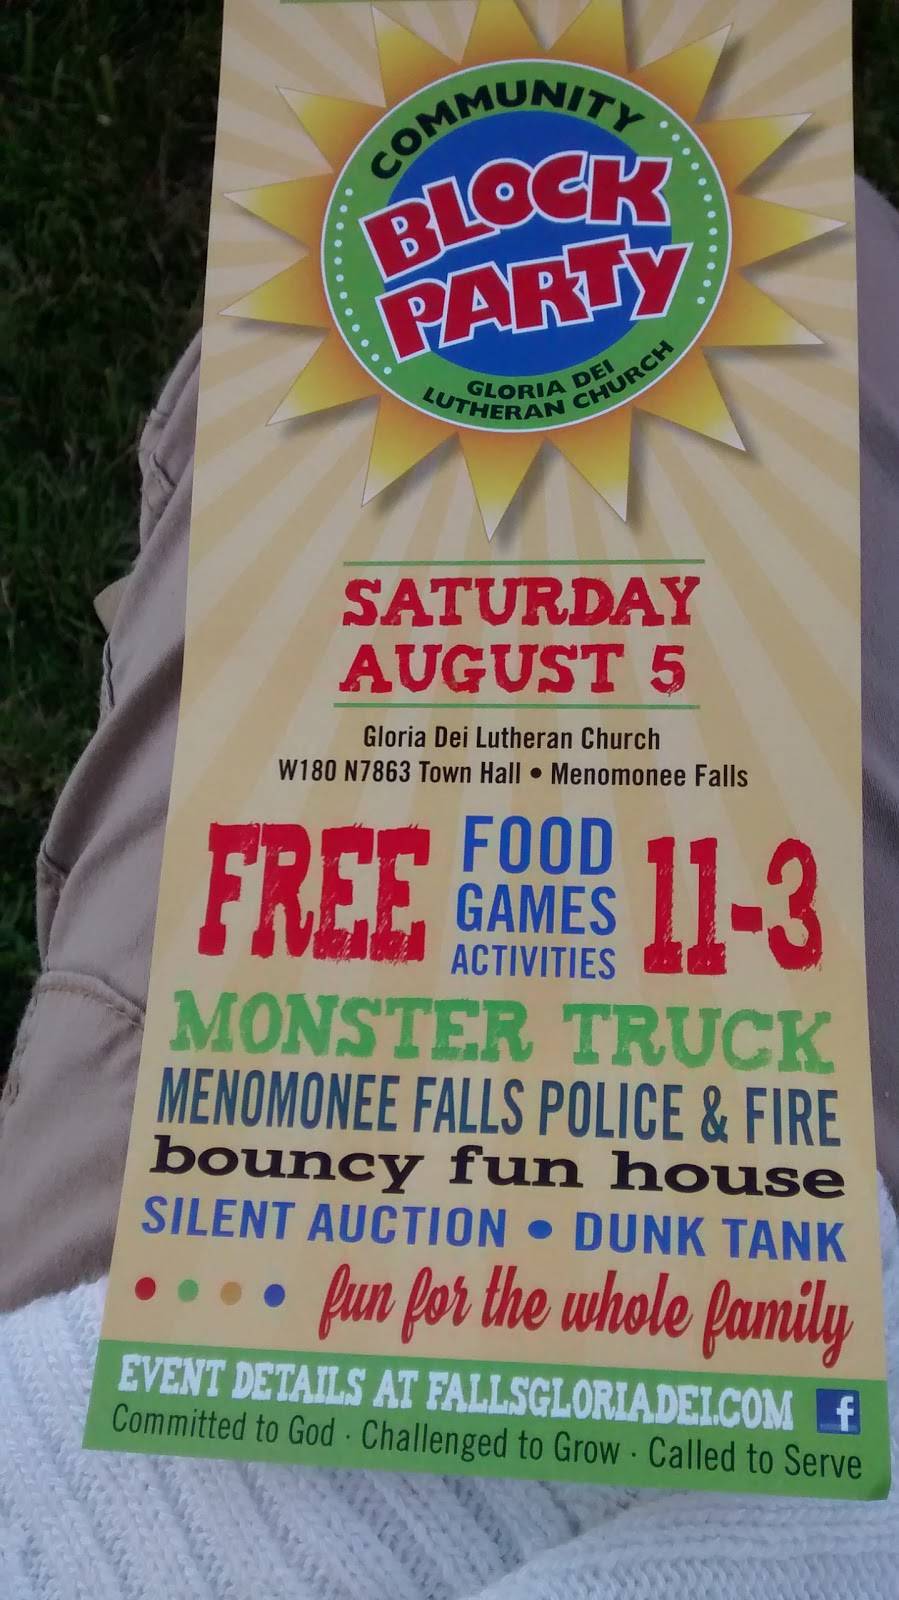 COMMUNITY
BLOCK
PARTY
GLORIA DEI
LUTHERAN CHURCH
SATURDAY
AUGUST 5
Gloria Dei Lutheran Church
W180 N7863 Town Hall • Menomonee Falls
FREE FOOD GAMES ACTIVITIES 11-3
MONSTER TRUCK
MENOMONEE FALLS POLICE & FIRE
bouncy fun house
SILENT AUCTION • DUNK TANK
fun for the whole family
EVENT DETAILS AT FALLSGLORIADEI.COM f
Committed to God · Challenged to Grow · Called to Serve